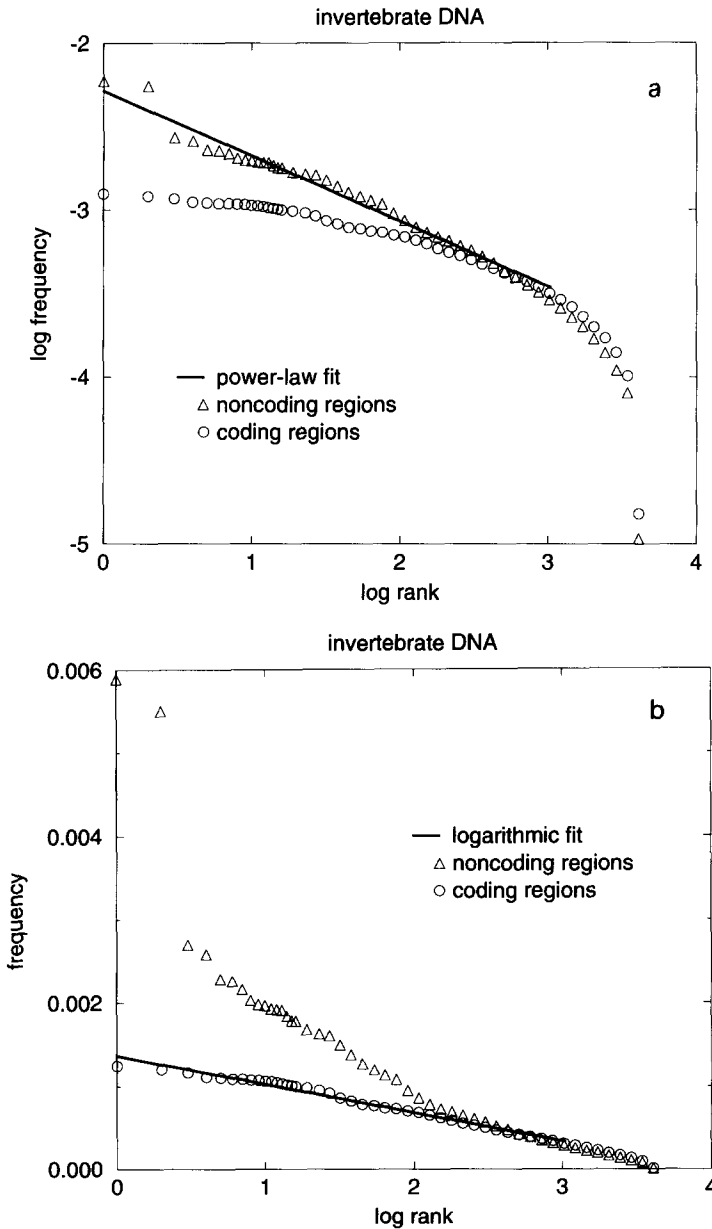 invertebrate DNA
a
-2
-3
-4
-5
log frequency
power-law fit
noncoding regions
coding regions
0 1 2 3 4
log rank
invertebrate DNA
b
0.006
0.004
0.002
0.000
frequency
logarithmic fit
noncoding regions
coding regions
0 1 2 3 4
log rank